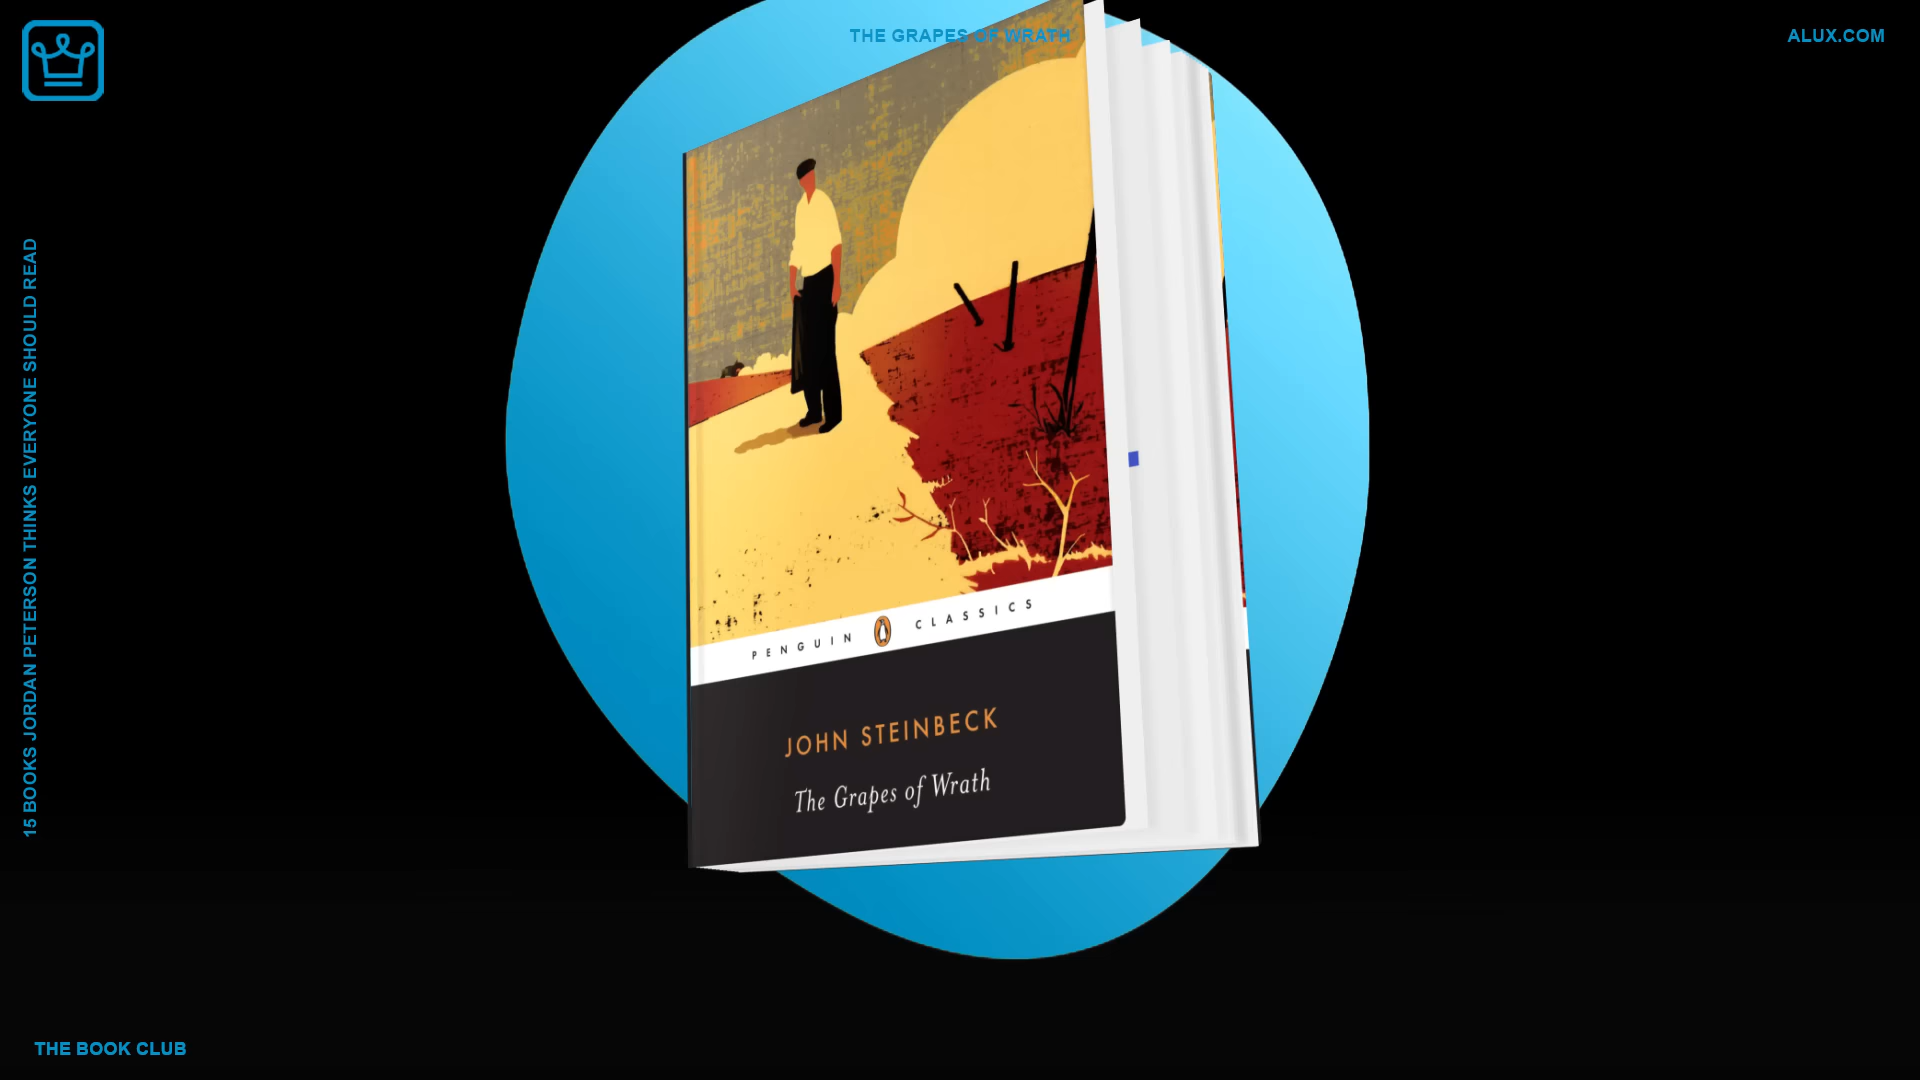 THE GRAPES OF WRATH
ALUX.COM
15 BOOKS JORDAN PETERSON THINKS EVERYONE SHOULD READ
PENGUIN CLASSICS
JOHN STEINBECK
The Grapes of Wrath
THE BOOK CLUB